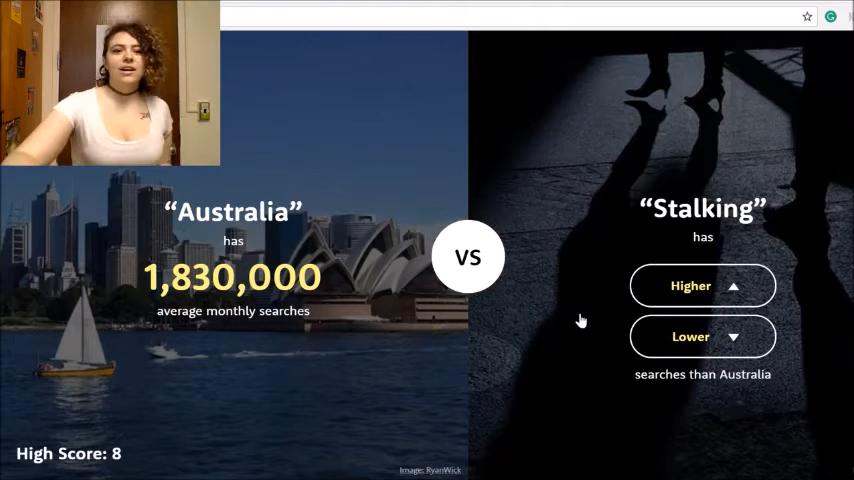 “Australia”
has
1,830,000
average monthly searches
VS
“Stalking”
has
Higher
Lower
searches than Australia
High Score: 8
Image: RyanWick